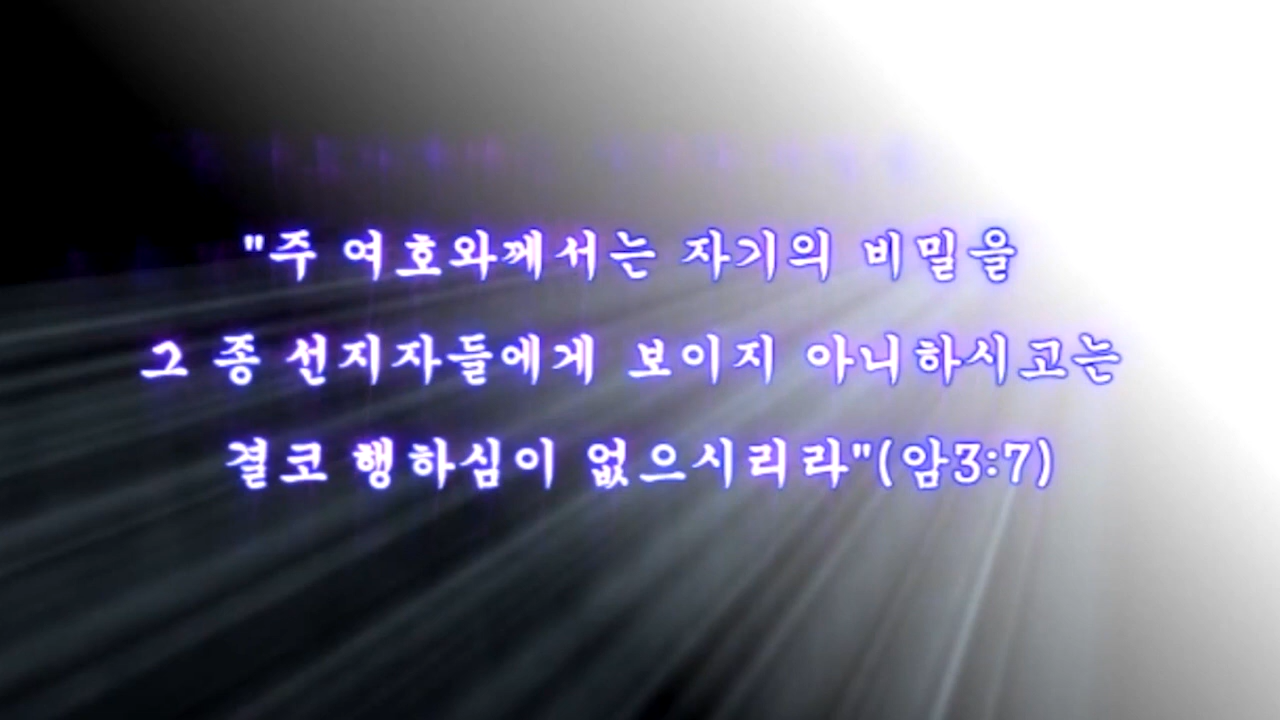 "주 여호와께서는 자기의 비밀을
그 종 선지자들에게 보이지 아니하시고는
결코 행하심이 없으시리라"(암3:7)